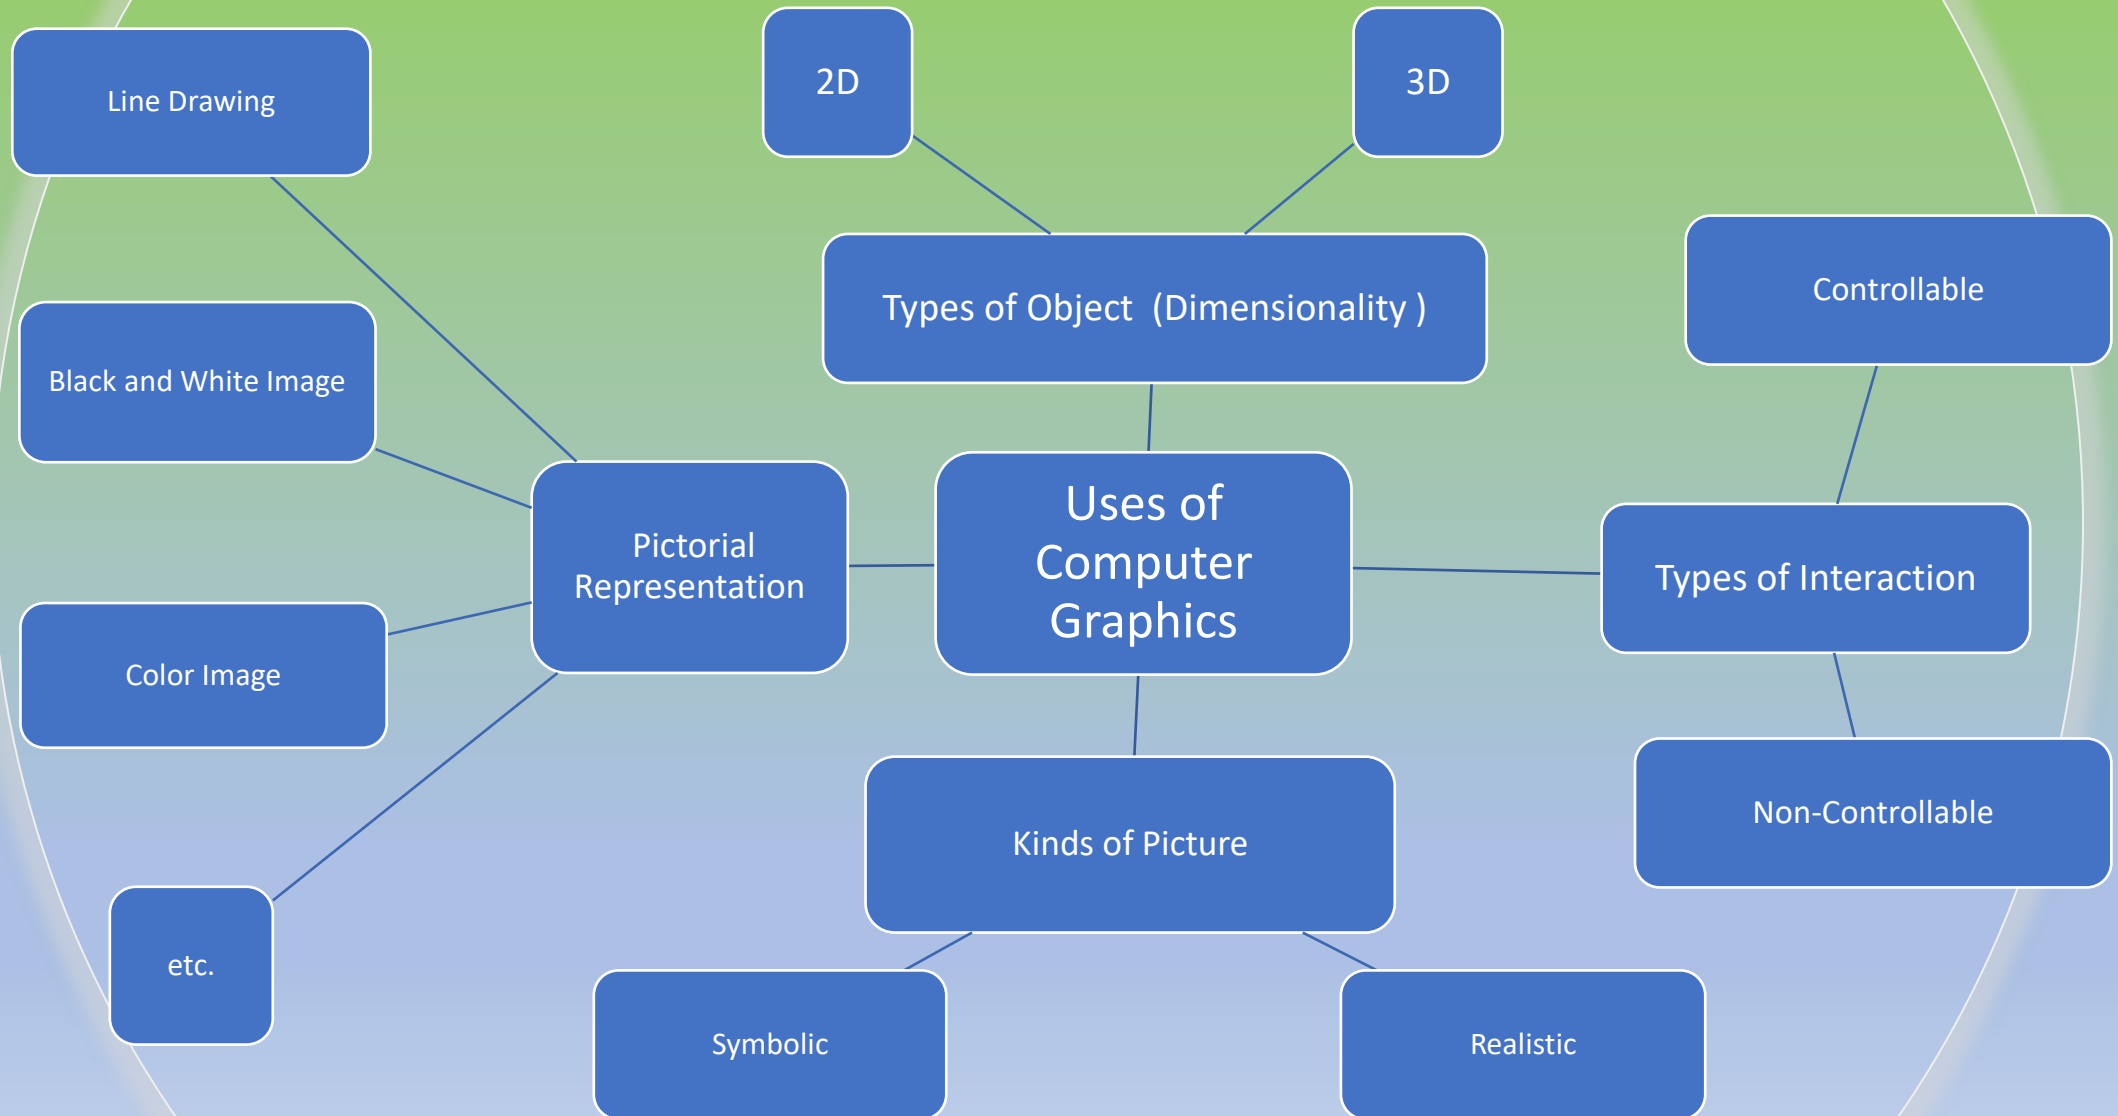 2D
3D
Line Drawing
Types of Object  (Dimensionality )
Controllable
Black and White Image
Uses of
Computer
Graphics
Pictorial
Representation
Types of Interaction
Color Image
Kinds of Picture
Non-Controllable
etc.
Symbolic
Realistic